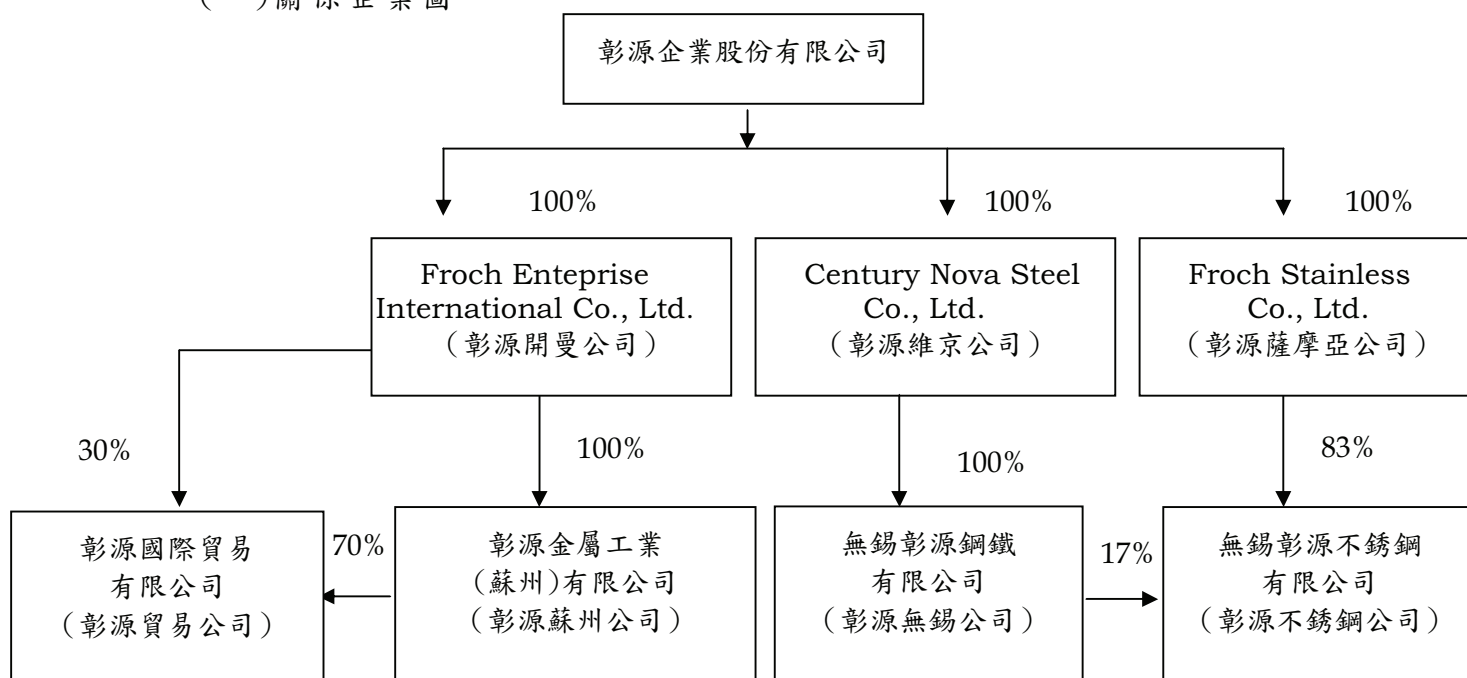 ( )關係企業圖
彰源企業股份有限公司
100%
100%
100%
Froch Enteprise
International Co., Ltd.
(彰源開曼公司)
Century Nova Steel
Co., Ltd.
(彰源維京公司)
Froch Stainless
Co., Ltd.
(彰源薩摩亞公司)
30%
100%
100%
83%
彰源國際貿易
有限公司
(彰源貿易公司)
70%
彰源金屬工業
(蘇州)有限公司
(彰源蘇州公司)
無錫彰源鋼鐵
有限公司
(彰源無錫公司)
17%
無錫彰源不銹鋼
有限公司
(彰源不銹鋼公司)